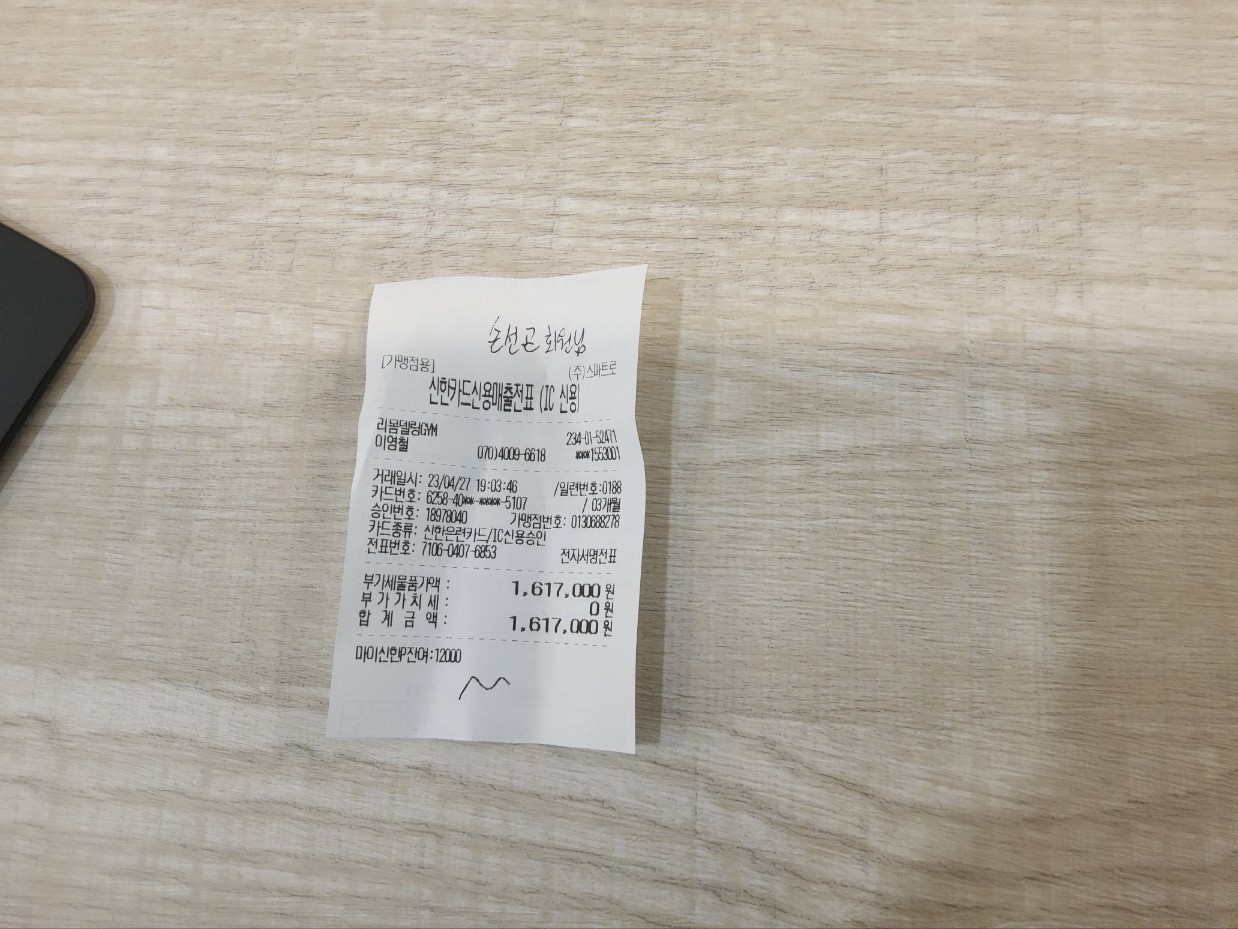 손선근 회원님
[가맹점용] (주)스마트로
신한카드신용매출전표 (IC 신용)
리몸델링GYM 234-01-52471
이영철 070)4009-6618 ***1553001
거래일시: 23/04/27 19:03:46 /일련번호:0188
카드번호: 6258-40**-****-5107 / 03개월
승인번호: 18978040 가맹점번호: 0130688278
카드종류: 신한은련카드/IC신용승인
전표번호: 7106-0407-6853 전자서명전표
부가세물품가액 : 1,617,000 원
부 가 가 치 세 : 0 원
합 계 금 액 : 1,617,000 원
마이신한P잔여:12000